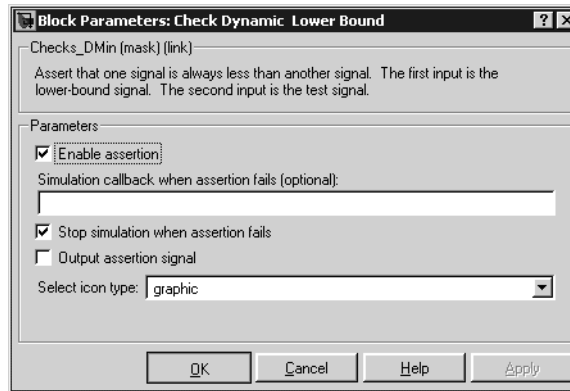 Block Parameters: Check Dynamic Lower Bound
Checks_DMin (mask) (link)
Assert that one signal is always less than another signal. The first input is the
lower-bound signal. The second input is the test signal.
Parameters
Enable assertion
Simulation callback when assertion fails (optional):
Stop simulation when assertion fails
Output assertion signal
Select icon type: graphic
OK Cancel Help Apply